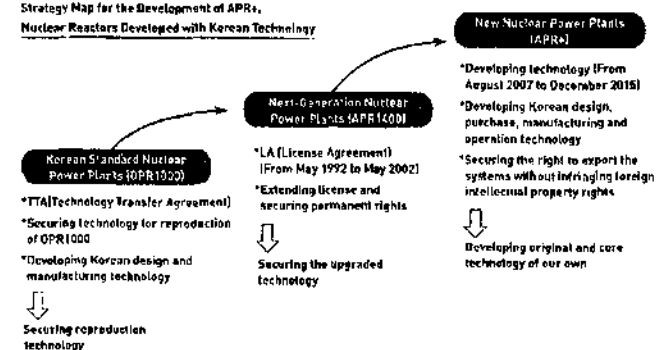 Strategy Map for the Development of APR+,
Nuclear Reactors Developed with Korean Technology
Korean Standard Nuclear
Power Plants (OPR1000)
*TTA(Technology Transfer Agreement)
*Securing technology for reproduction
of OPR1000
*Developing Korean design and
manufacturing technology
Securing reproduction
technology
Next-Generation Nuclear
Power Plants (APR1400)
*LA (License Agreement)
(From May 1992 to May 2002)
*Extending license and
securing permanent rights
Securing the upgraded
technology
New Nuclear Power Plants
(APR+)
*Developing technology (From
August 2007 to December 2015)
*Developing Korean design,
purchase, manufacturing and
operation technology
*Securing the right to export the
systems without infringing foreign
intellectual property rights
Developing original and core
technology of our own